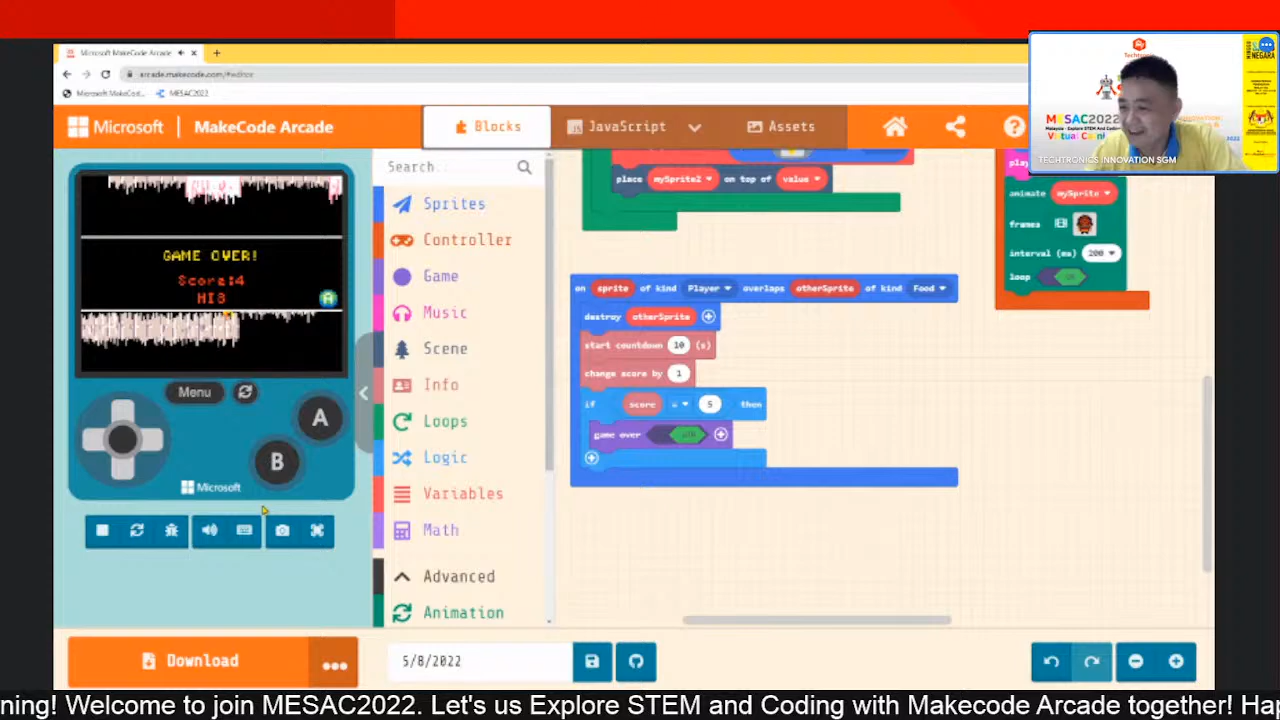 Microsoft MakeCode Arcade
arcade.makecode.com/#editor
Microsoft MakeCod...
MESAC2022
Microsoft
MakeCode Arcade
Blocks
JavaScript
Assets
MESAC2022
Virtual
TECHTRONICS INNOVATION SGM
NEGARA
GAME OVER!
Score:4
HI8
Menu
A
B
Microsoft
Search...
Sprites
Controller
Game
Music
Scene
Info
Loops
Logic
Variables
Math
Advanced
Animation
place mySprite2 on top of value
on sprite of kind Player overlaps otherSprite of kind Food
destroy otherSprite
start countdown 10 (s)
change score by 1
if score = 5 then
game over
animate mySprite
frames
interval (ms) 200
loop
Download
5/8/2022
ning! Welcome to join MESAC2022. Let's us Explore STEM and Coding with Makecode Arcade together! Ha